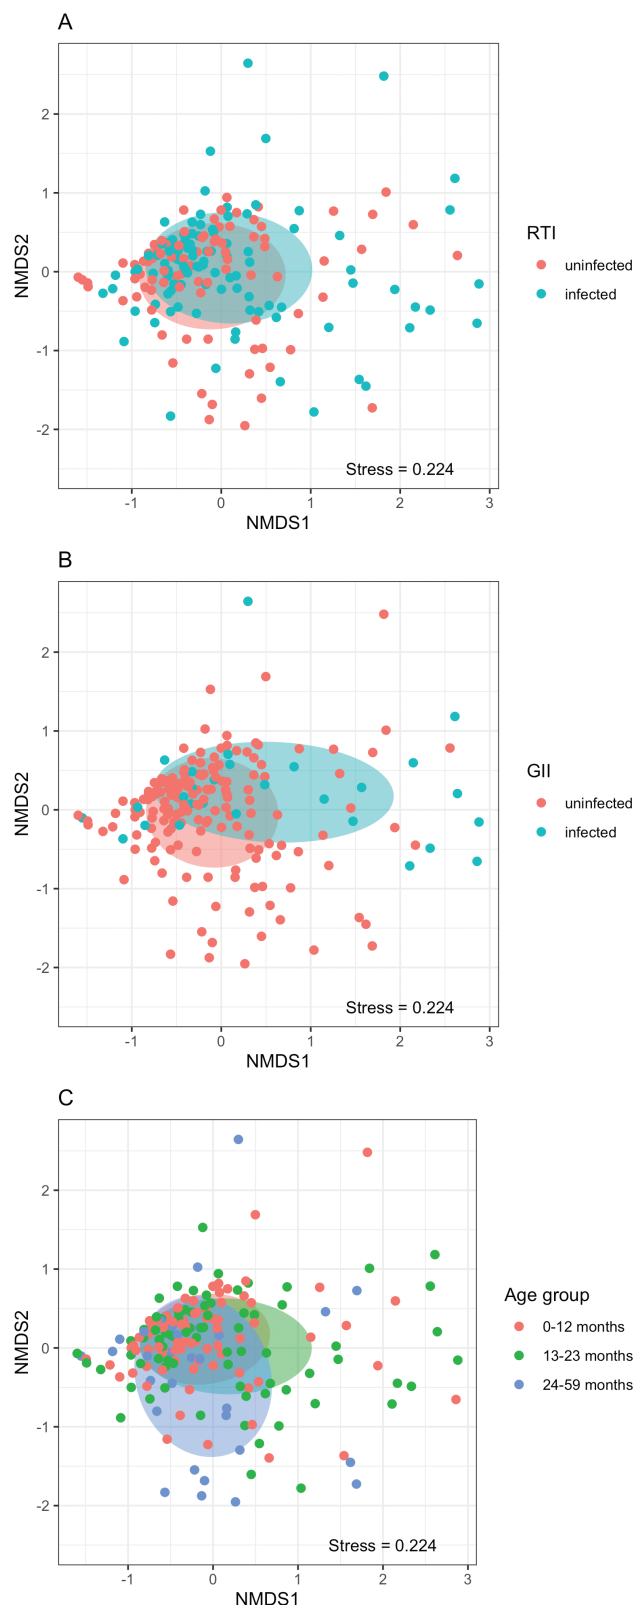 A
2
1
0
-1
-2
NMDS2
-1
0
1
2
3
NMDS1
Stress = 0.224
RTI
uninfected
infected
B
2
1
0
-1
-2
NMDS2
-1
0
1
2
3
NMDS1
Stress = 0.224
GII
uninfected
infected
C
2
1
0
-1
-2
NMDS2
-1
0
1
2
3
NMDS1
Stress = 0.224
Age group
0-12 months
13-23 months
24-59 months